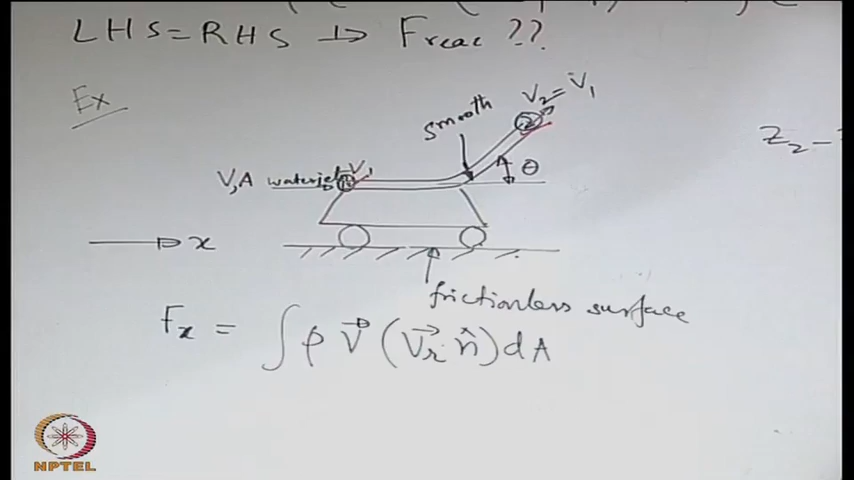 LHS = RHS → Freac ??
Ex
smooth
V₂ = V₁
Z₂ –
V, A waterjet V₁
θ
x
frictionless surface
Fₓ = ∫ρ V⃗ (V⃗ᵣ · n̂) dA
NPTEL